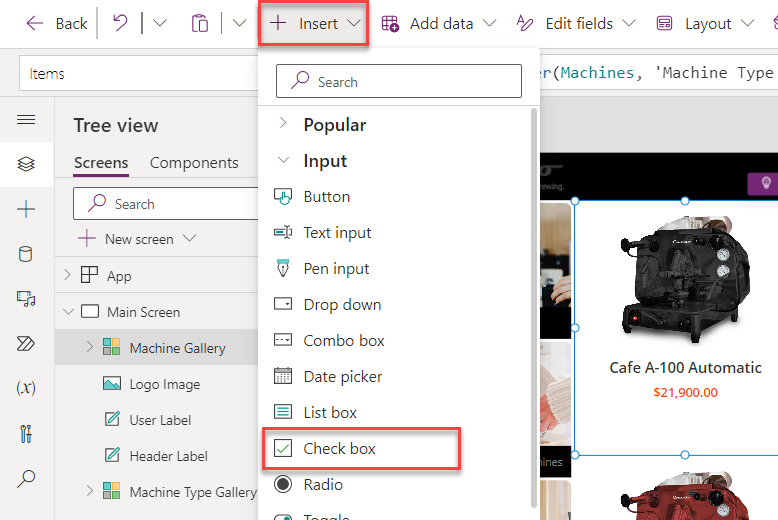 Back
Insert
Add data
Edit fields
Layout
Items
er(Machines, 'Machine Type
Search
Popular
Input
Button
Text input
Pen input
Drop down
Combo box
Date picker
List box
Check box
Radio
Toggle
Tree view
Screens
Components
Search
New screen
App
Main Screen
Machine Gallery
Logo Image
User Label
Header Label
Machine Type Gallery
(x)
rewing.
Cafe A-100 Automatic
$21,900.00
hines